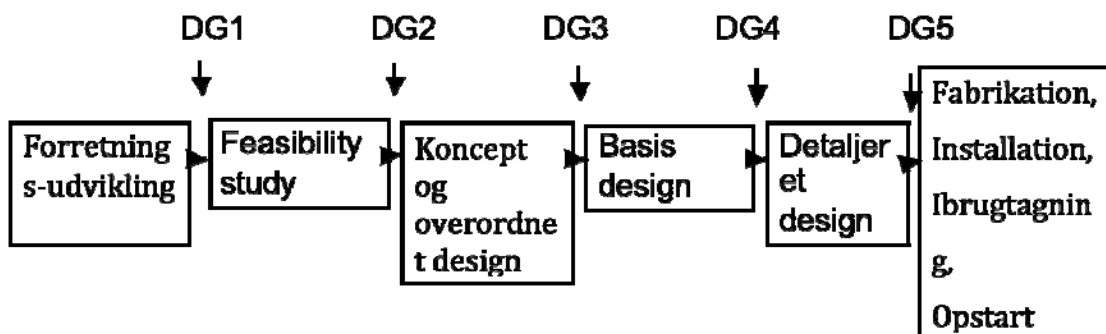 DG1 DG2 DG3 DG4 DG5
Forretning
s-udvikling
Feasibility
study
Koncept
og
overordne
t design
Basis
design
Detaljer
et
design
Fabrikation,
Installation,
Ibrugtagnin
g,
Opstart